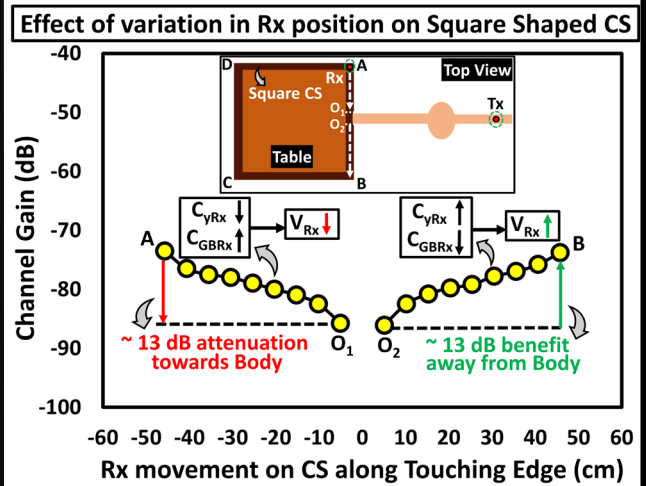 Effect of variation in Rx position on Square Shaped CS
Channel Gain (dB)
-40
-50
-60
-70
-80
-90
-100
D
A
Rx
Top View
Square CS
O1
O2
Tx
Table
C
B
CyRx
CGBRx
VRx
A
CyRx
CGBRx
VRx
B
~ 13 dB attenuation
towards Body
O1
O2
~ 13 dB benefit
away from Body
-60 -50 -40 -30 -20 -10 0 10 20 30 40 50 60
Rx movement on CS along Touching Edge (cm)